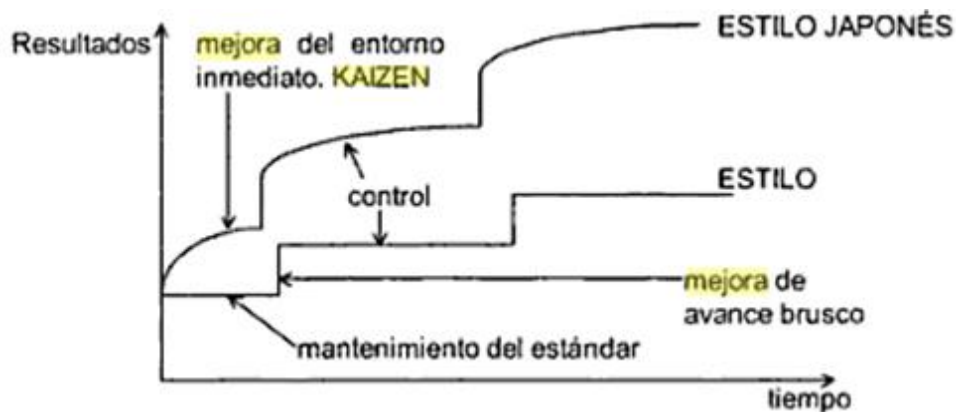 Resultados
mejora del entorno
inmediato. KAIZEN
ESTILO JAPONÉS
control
ESTILO
mejora de
avance brusco
mantenimiento del estándar
tiempo